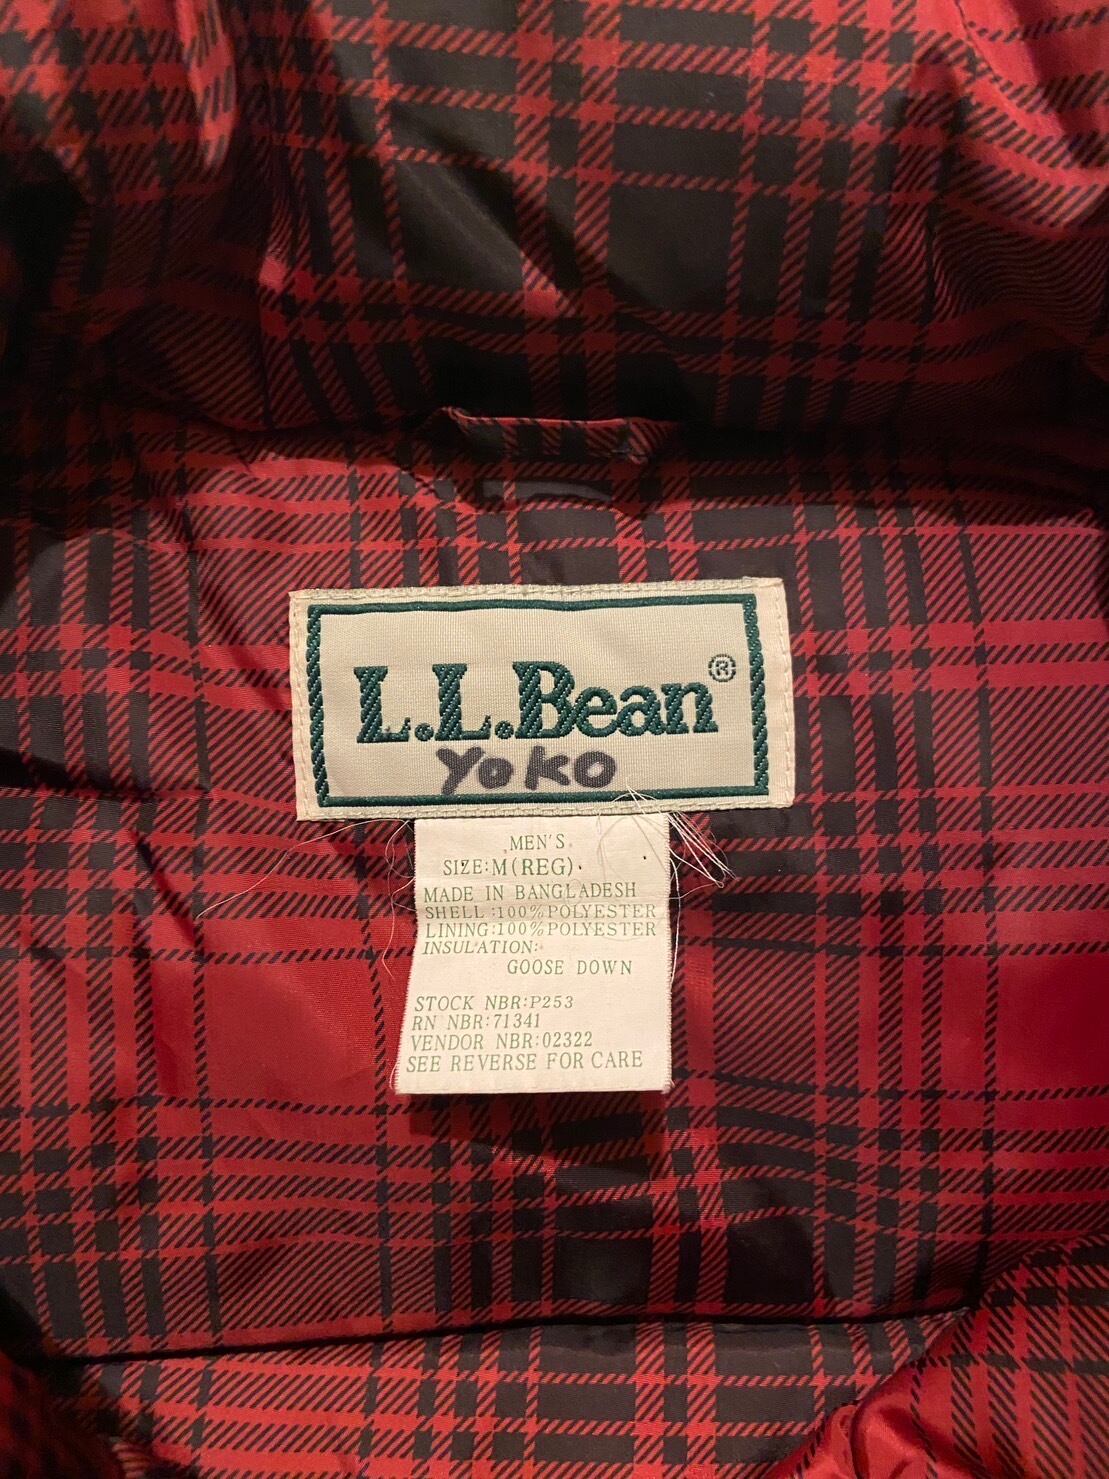 L.L.Bean®
Yoko
MEN'S
SIZE:M(REG)
MADE IN BANGLADESH
SHELL:100%POLYESTER
LINING:100%POLYESTER
INSULATION:
GOOSE DOWN
STOCK NBR:P253
RN NBR:71341
VENDOR NBR:02322
SEE REVERSE FOR CARE